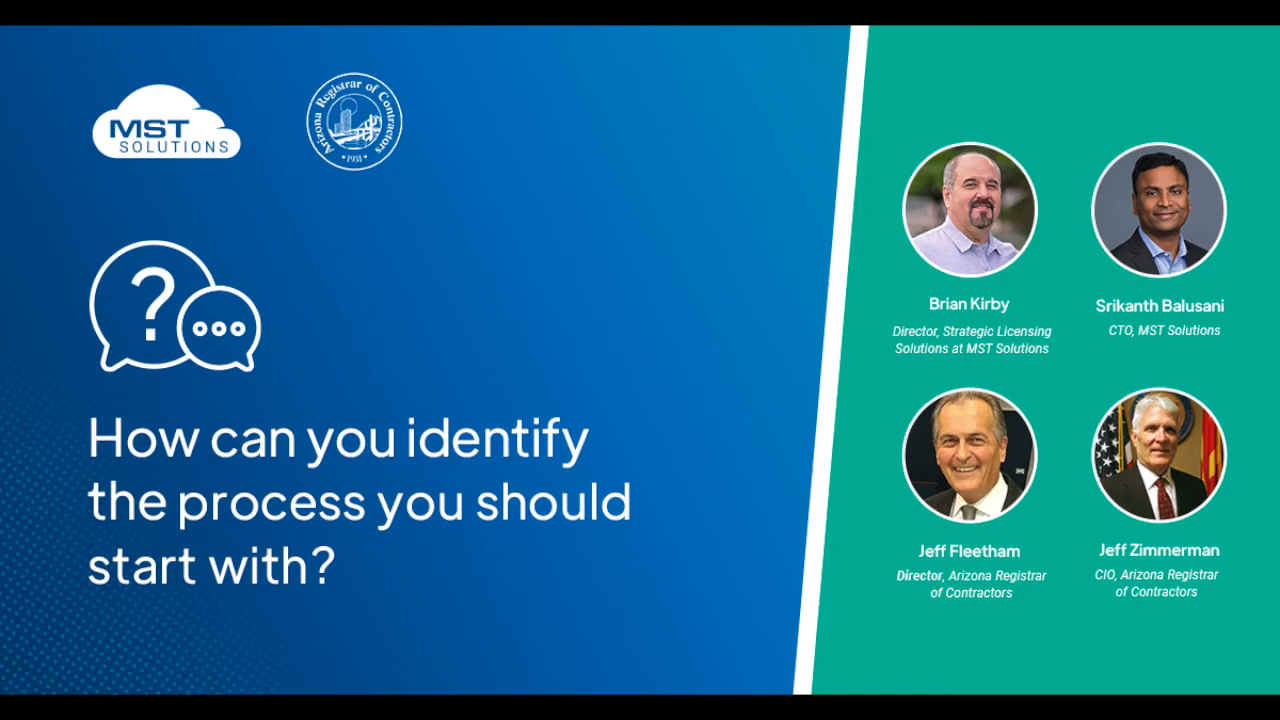 MST
SOLUTIONS
Arizona Registrar of Contractors
• 1931 •
?
How can you identify
the process you should
start with?
Brian Kirby
Director, Strategic Licensing
Solutions at MST Solutions
Srikanth Balusani
CTO, MST Solutions
Jeff Fleetham
Director, Arizona Registrar
of Contractors
Jeff Zimmerman
CIO, Arizona Registrar
of Contractors